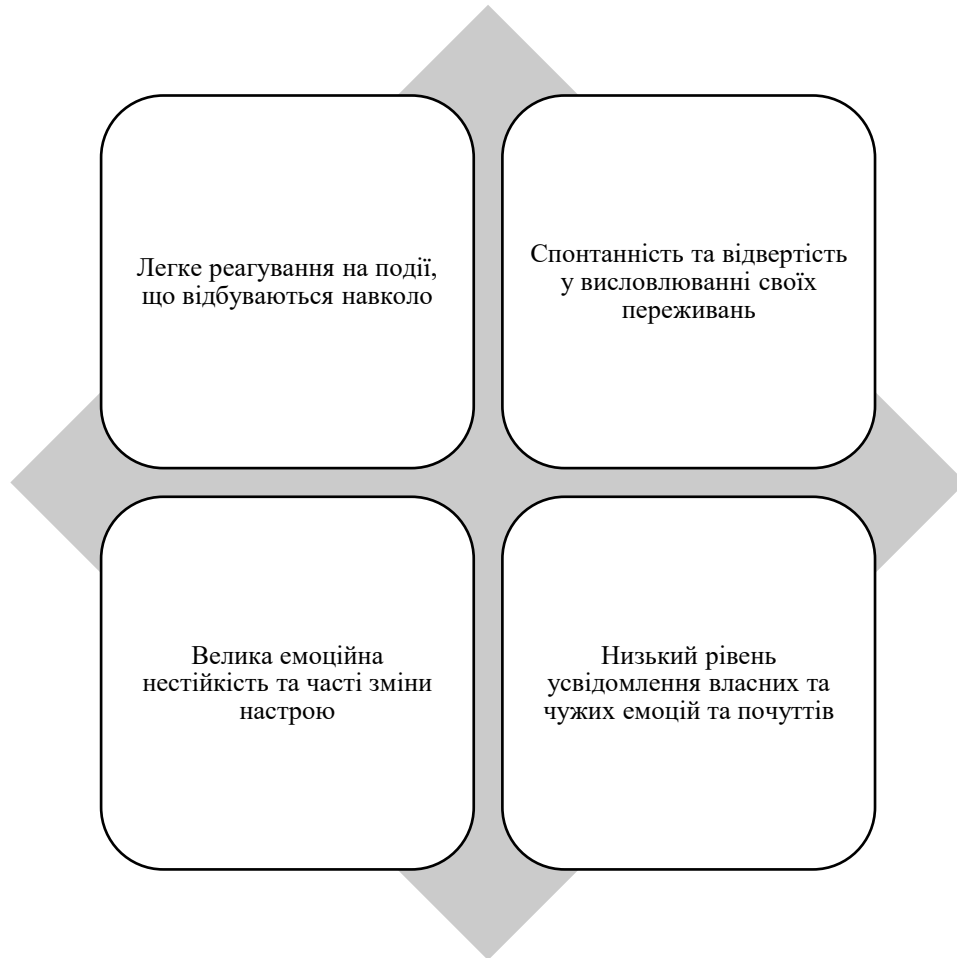 Легке реагування на події,
що відбуваються навколо
Спонтанність та відвертість
у висловлюванні своїх
переживань
Велика емоційна
нестійкість та часті зміни
настрою
Низький рівень
усвідомлення власних та
чужих емоцій та почуттів